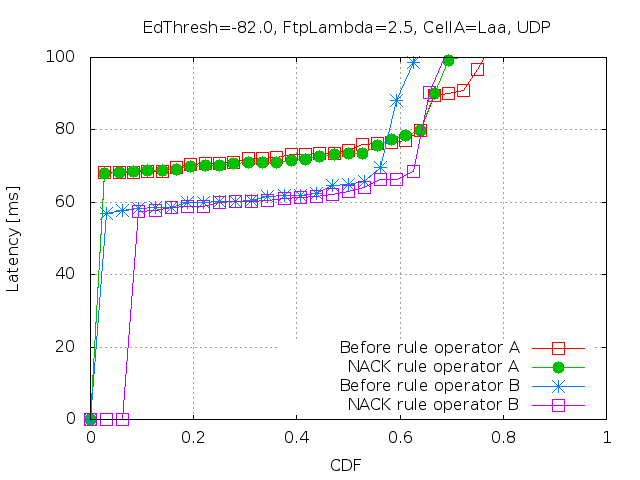 EdThresh=-82.0, FtpLambda=2.5, CellA=Laa, UDP
100
80
60
40
20
0
Latency [ms]
Before rule operator A
NACK rule operator A
Before rule operator B
NACK rule operator B
0 0.2 0.4 0.6 0.8 1
CDF